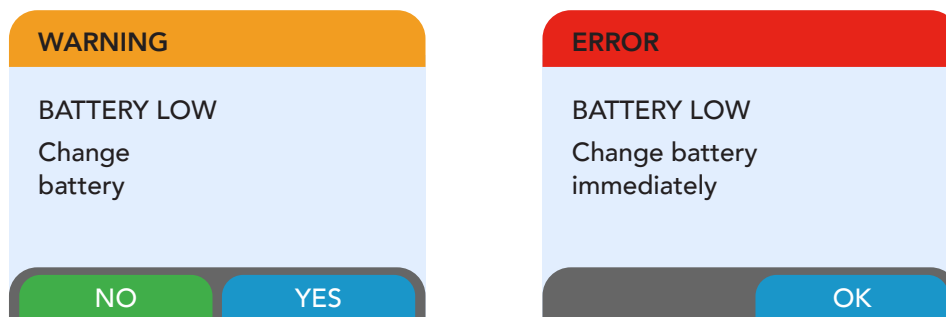 WARNING
BATTERY LOW
Change
battery
NO YES
ERROR
BATTERY LOW
Change battery
immediately
OK